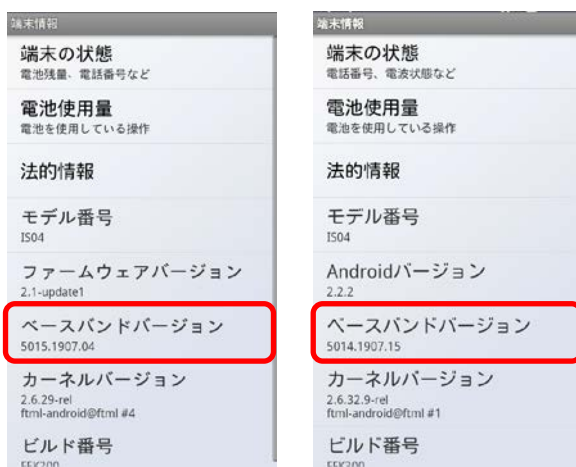 端末情報
端末の状態
電池残量、電話番号など
電池使用量
電池を使用している操作
法的情報
モデル番号
IS04
ファームウェアバージョン
2.1-update1
ベースバンドバージョン
5015.1907.04
カーネルバージョン
2.6.29-rel
ftml-android@ftml #4
ビルド番号
端末情報
端末の状態
電話番号、電波状態など
電池使用量
電池を使用している操作
法的情報
モデル番号
IS04
Androidバージョン
2.2.2
ベースバンドバージョン
5014.1907.15
カーネルバージョン
2.6.32.9-rel
ftml-android@ftml #1
ビルド番号